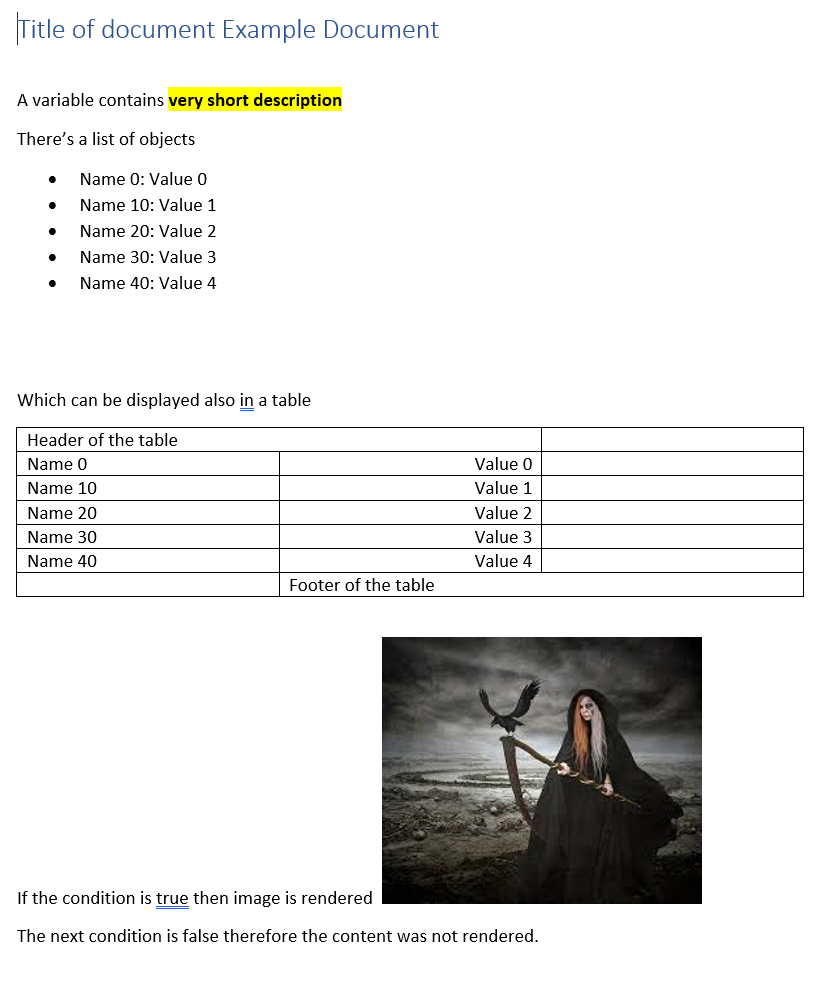 Title of document Example Document
A variable contains very short description
There's a list of objects
• Name 0: Value 0
• Name 10: Value 1
• Name 20: Value 2
• Name 30: Value 3
• Name 40: Value 4
Which can be displayed also in a table
Header of the table
Name 0 Value 0
Name 10 Value 1
Name 20 Value 2
Name 30 Value 3
Name 40 Value 4
Footer of the table
If the condition is true then image is rendered
The next condition is false therefore the content was not rendered.